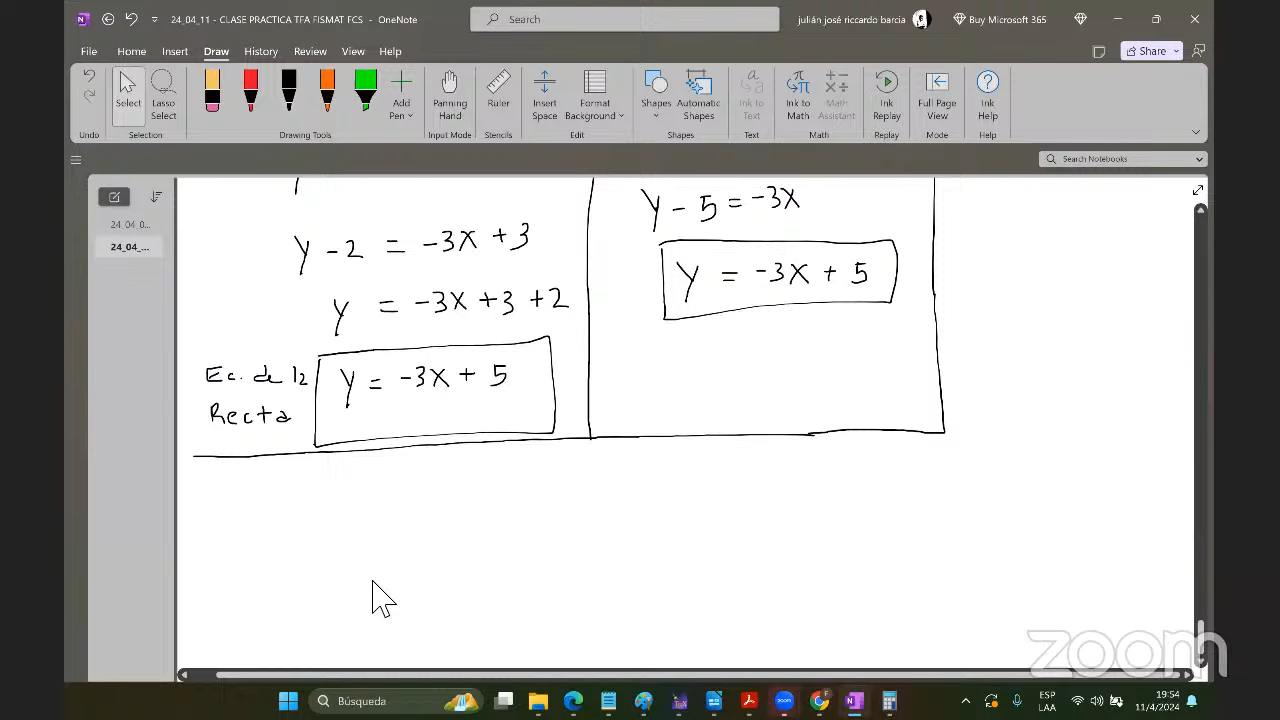 24_04_11 - CLASE PRACTICA TFA FISMAT FCS - OneNote
Search
julián josé riccardo barcia
Buy Microsoft 365
File Home Insert Draw History Review View Help
Share
Undo
Select
Lasso Select
Add Pen
Panning Hand
Ruler
Insert Space
Format Background
Shapes
Automatic Shapes
Ink to Text
Ink to Math
Math Assistant
Ink Replay
Full Page View
Ink Help
Selection
Drawing Tools
Input Mode
Stencils
Edit
Shapes
Math
Replay
Mode
Help
Search Notebooks
24_04_0...
24_04_...
y - 2 = -3x + 3
y = -3x + 3 + 2
Ec. de la Recta
y = -3x + 5
y - 5 = -3x
y = -3x + 5
zoom
Búsqueda
ESP
LAA
19:54
11/4/2024